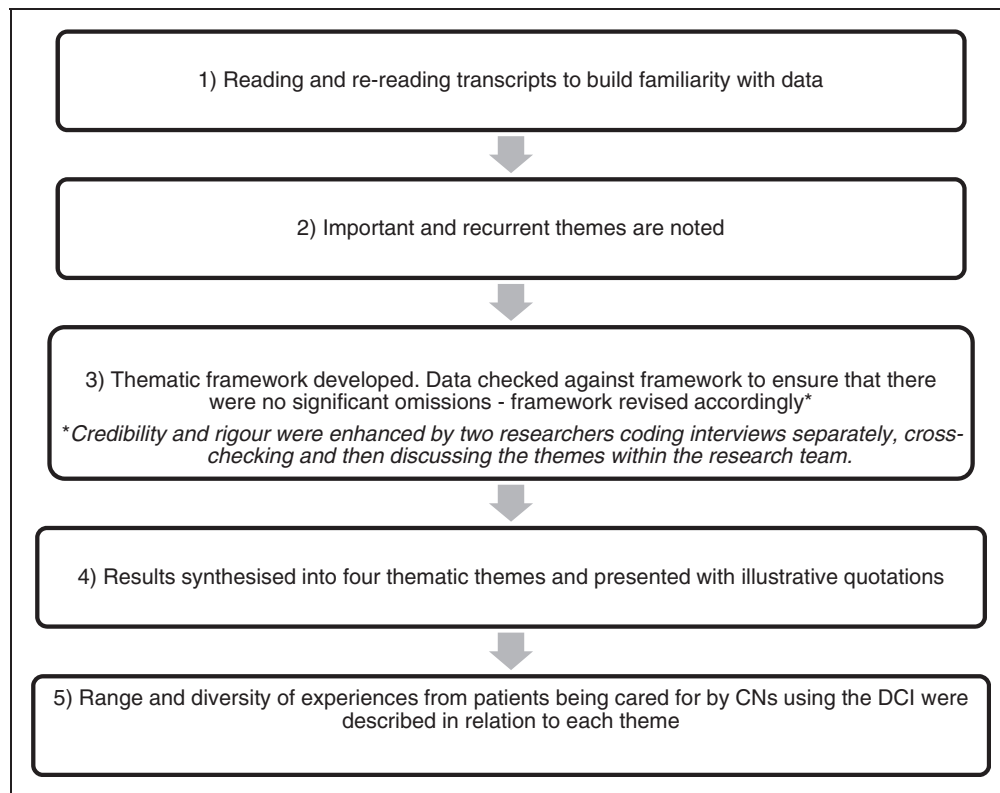 1) Reading and re-reading transcripts to build familiarity with data
2) Important and recurrent themes are noted
3) Thematic framework developed. Data checked against framework to ensure that there
were no significant omissions - framework revised accordingly*
*Credibility and rigour were enhanced by two researchers coding interviews separately, cross-
checking and then discussing the themes within the research team.
4) Results synthesised into four thematic themes and presented with illustrative quotations
5) Range and diversity of experiences from patients being cared for by CNs using the DCI were
described in relation to each theme